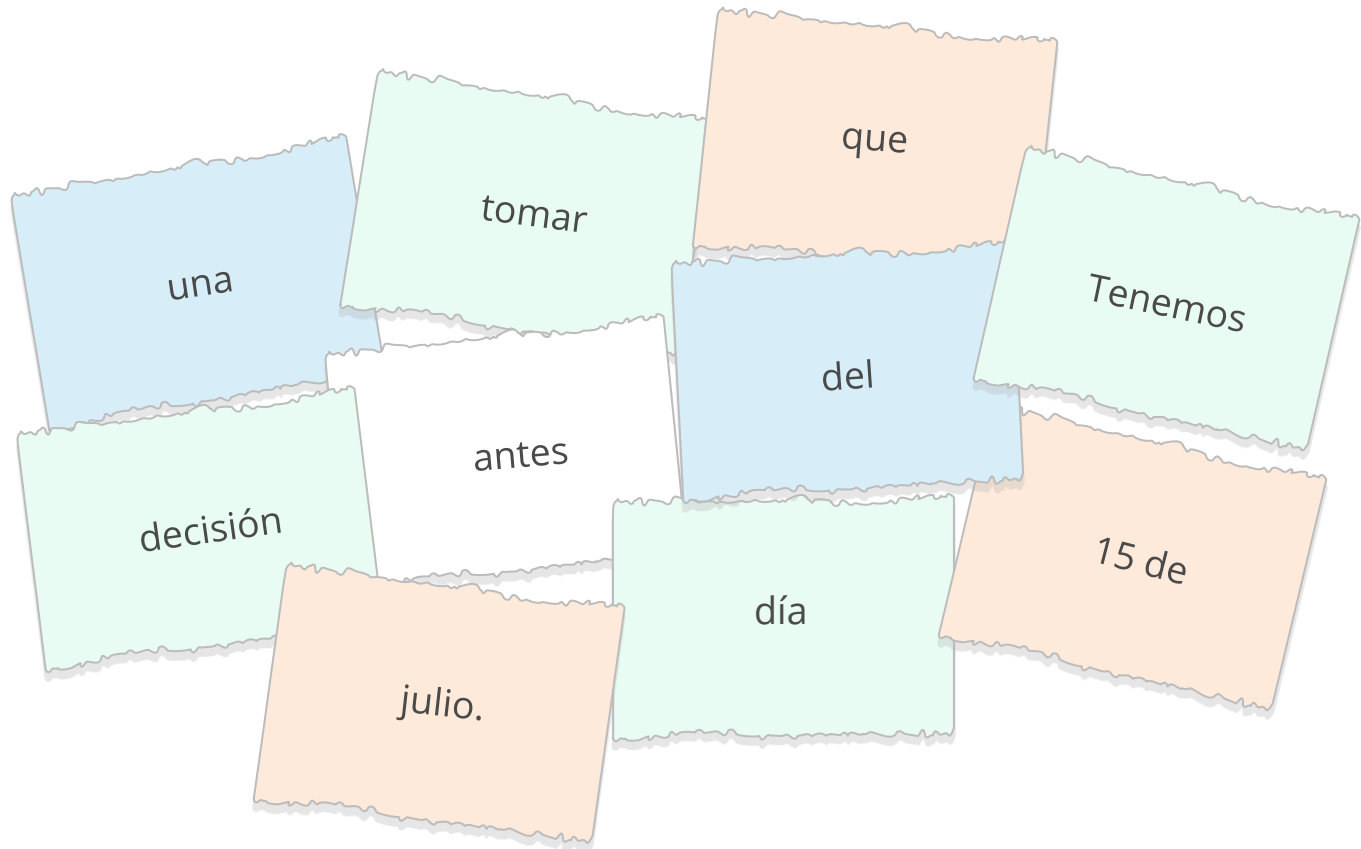 que
tomar
una
Tenemos
del
antes
decisión
15 de
día
julio.